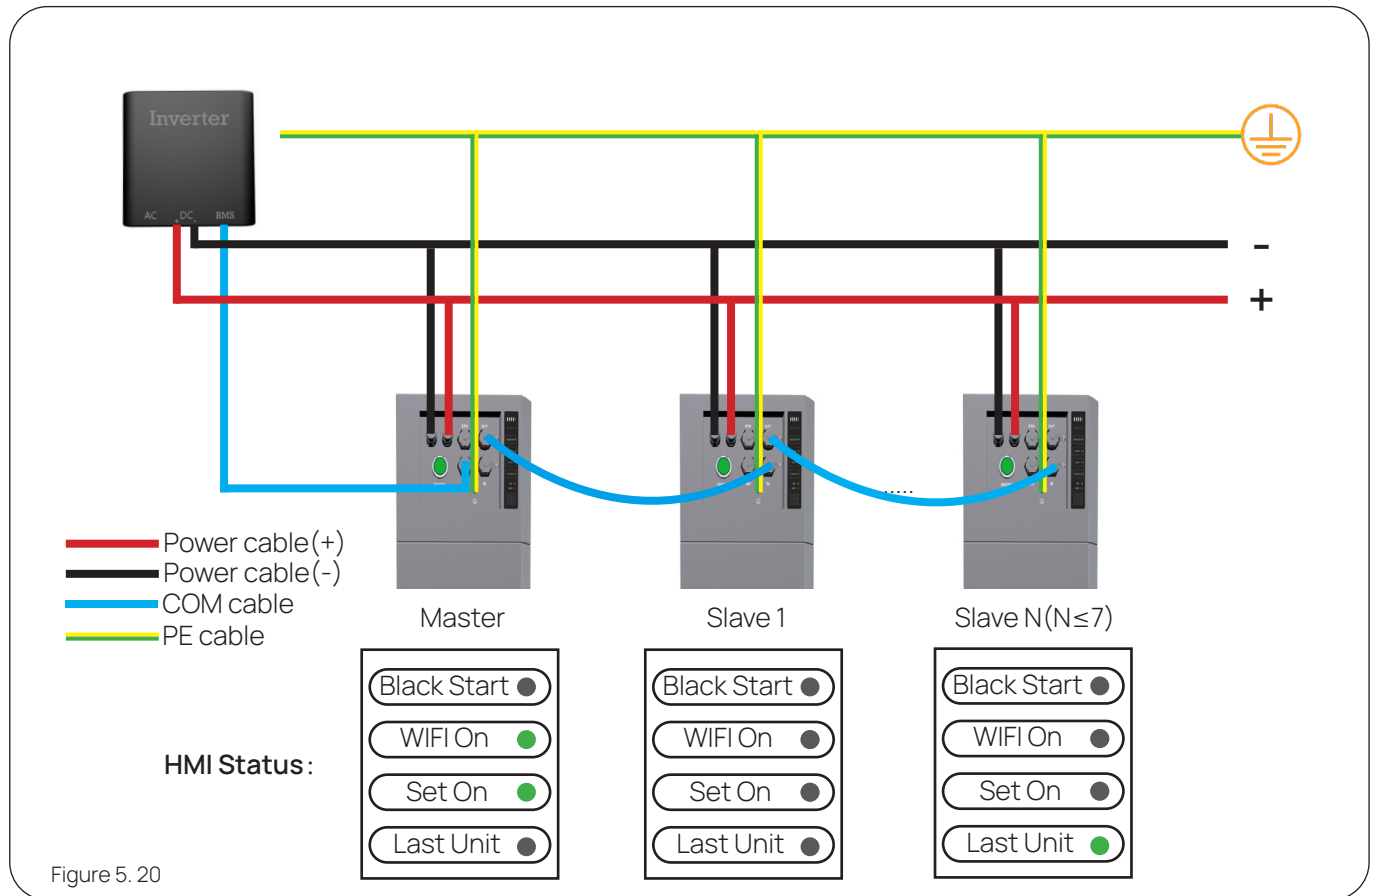 Inverter
AC
DC
BMS
+
-
-
+
.....
Power cable(+)
Power cable(-)
COM cable
PE cable
Master
Slave 1
Slave N(N≤7)
HMI Status:
Black Start
WIFI On
Set On
Last Unit
Black Start
WIFI On
Set On
Last Unit
Black Start
WIFI On
Set On
Last Unit
Figure 5. 20